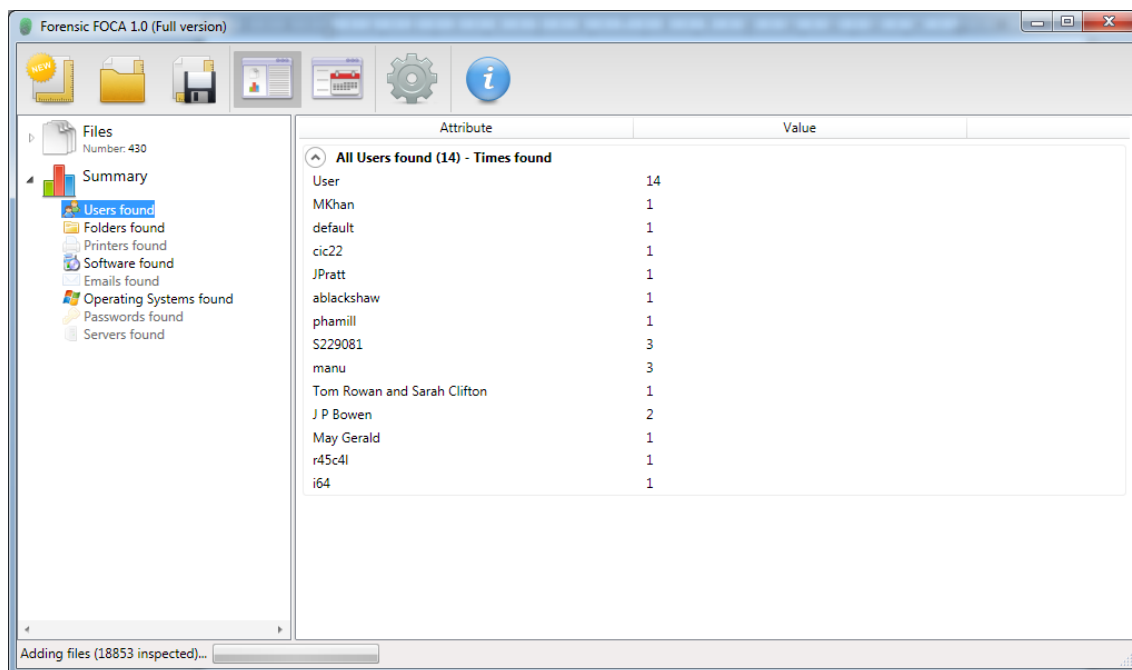 Forensic FOCA 1.0 (Full version)
NEW
Files
Number: 430
Summary
Users found
Folders found
Printers found
Software found
Emails found
Operating Systems found
Passwords found
Servers found
Attribute Value
All Users found (14) - Times found
User 14
MKhan 1
default 1
cic22 1
JPratt 1
ablackshaw 1
phamill 1
S229081 3
manu 3
Tom Rowan and Sarah Clifton 1
J P Bowen 2
May Gerald 1
r45c4l 1
i64 1
Adding files (18853 inspected)...